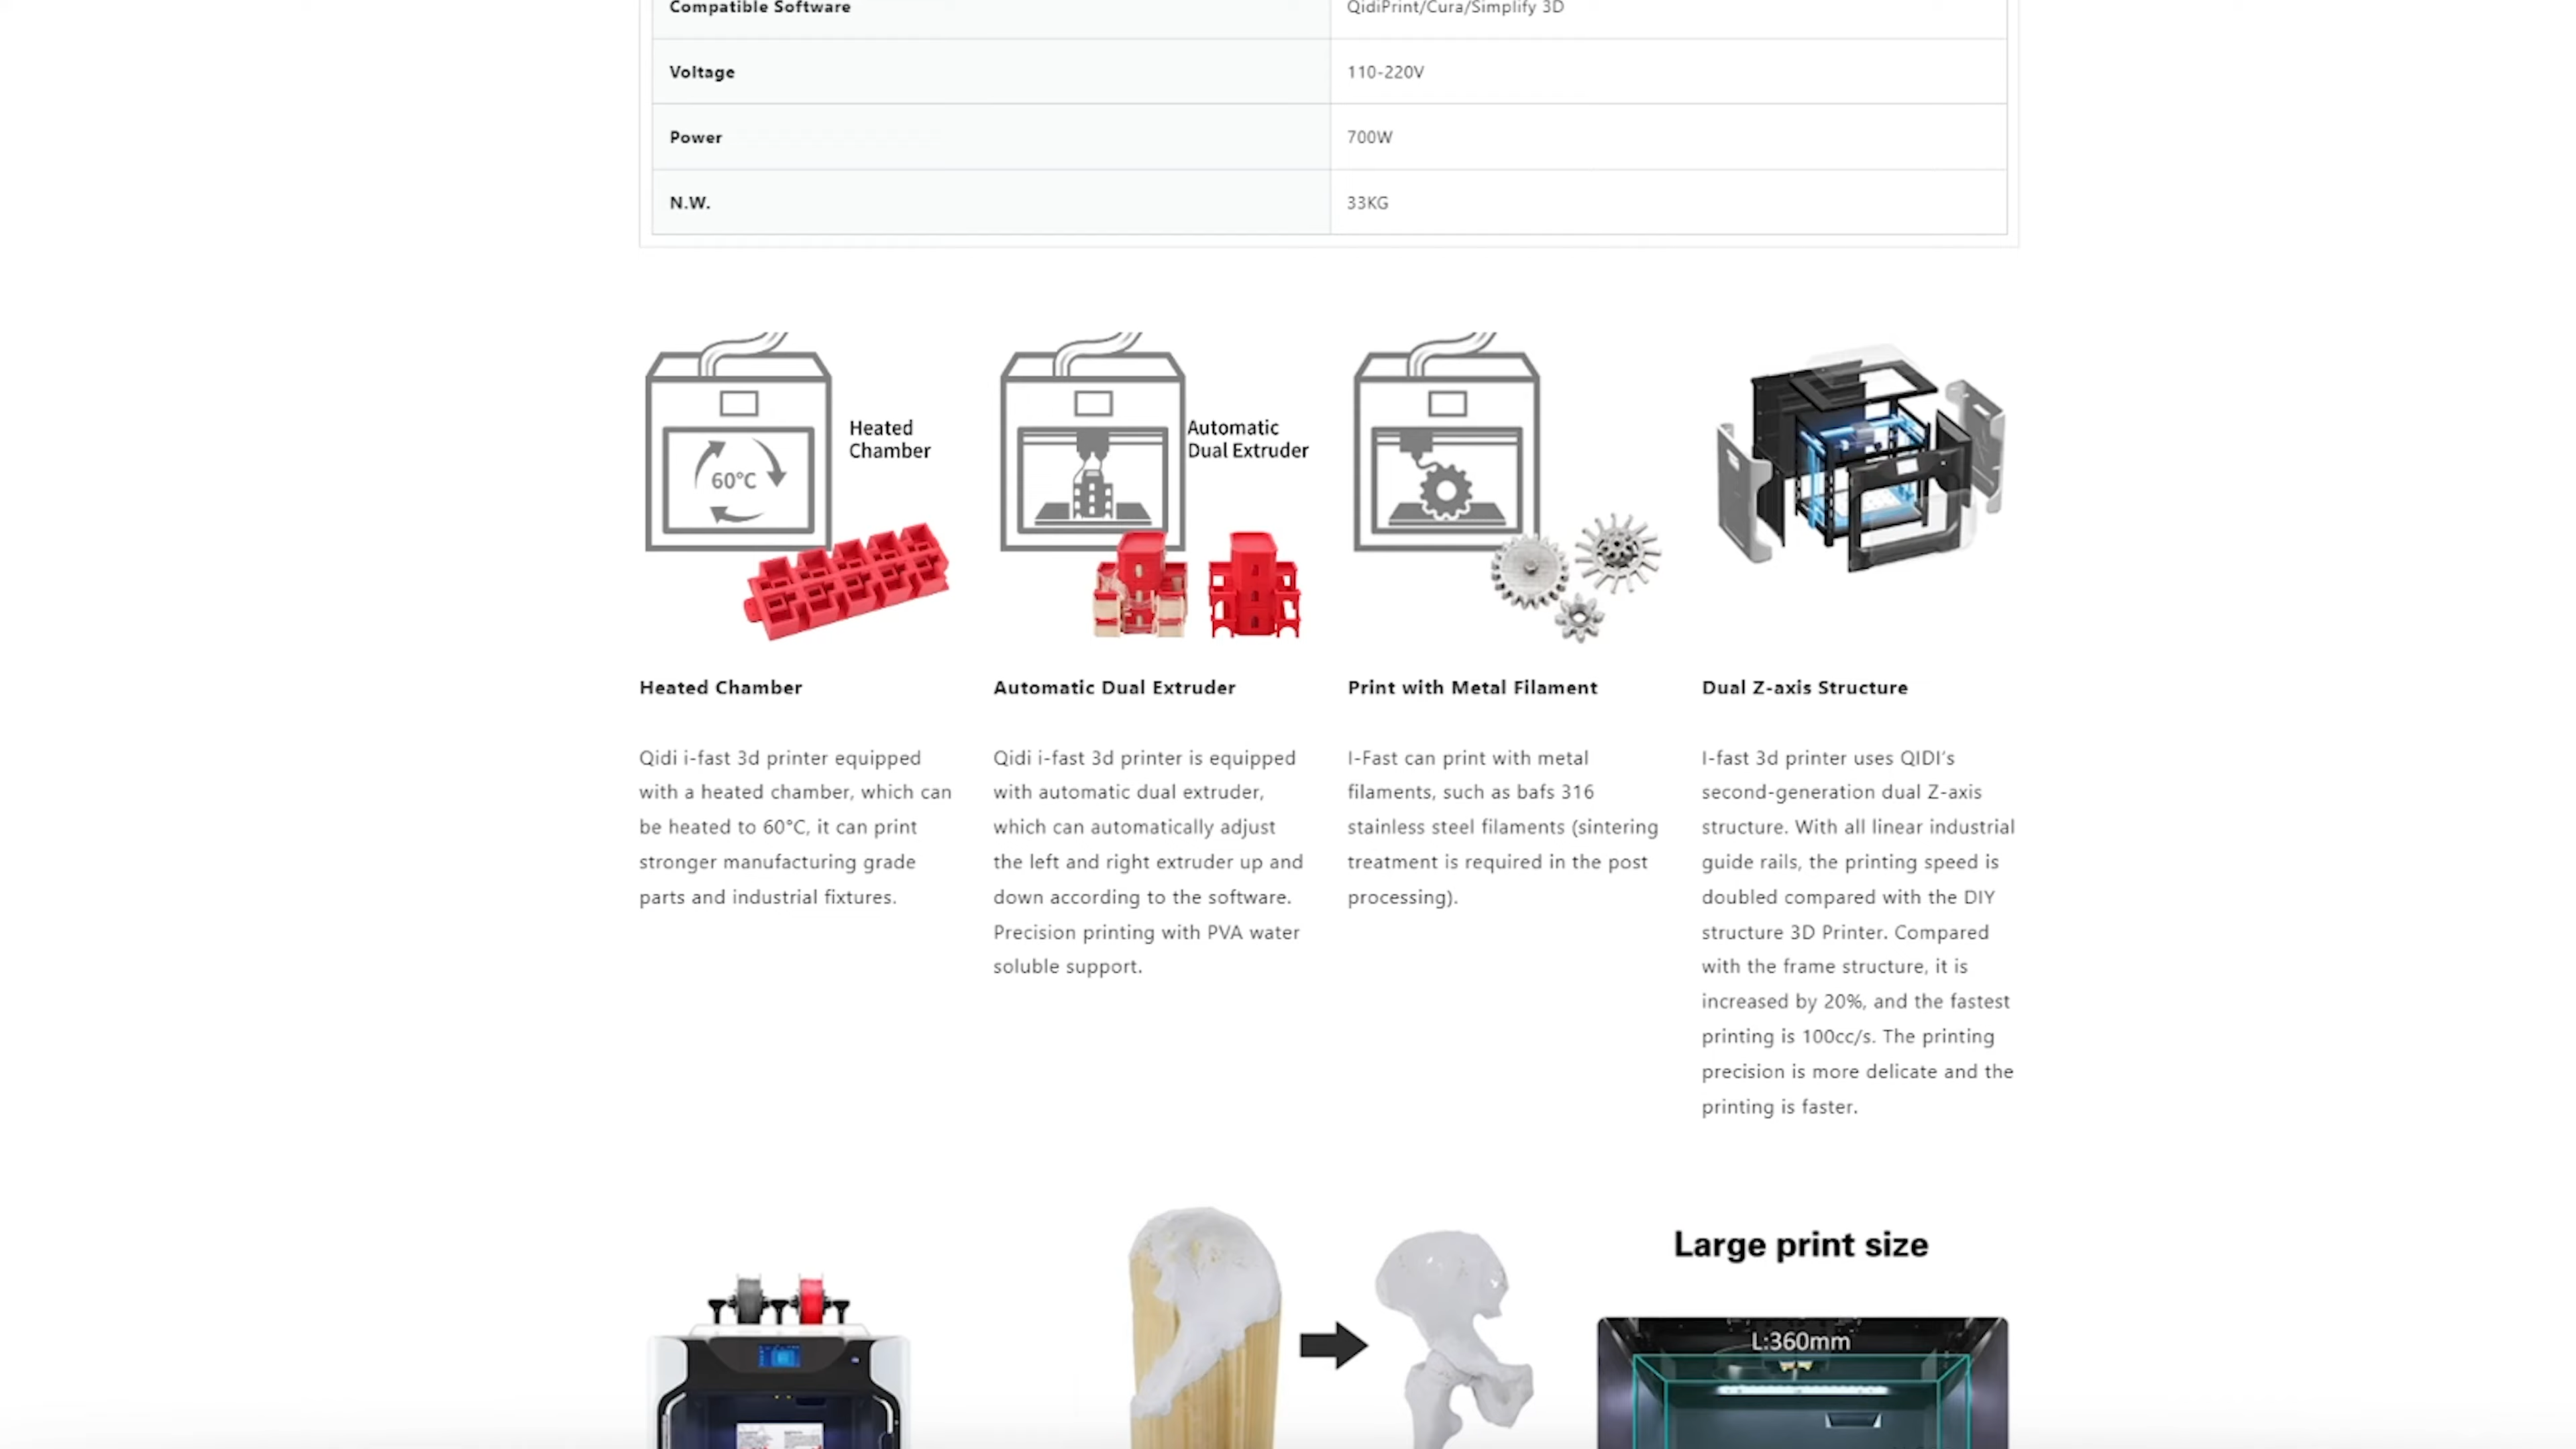 Compatible Software
QidiPrint/Cura/Simplify 3D
Voltage
110-220V
Power
700W
N.W.
33KG
60°C
Heated
Chamber
Automatic
Dual Extruder
Heated Chamber
Qidi i-fast 3d printer equipped
with a heated chamber, which can
be heated to 60°C, it can print
stronger manufacturing grade
parts and industrial fixtures.
Automatic Dual Extruder
Qidi i-fast 3d printer is equipped
with automatic dual extruder,
which can automatically adjust
the left and right extruder up and
down according to the software.
Precision printing with PVA water
soluble support.
Print with Metal Filament
I-Fast can print with metal
filaments, such as bafs 316
stainless steel filaments (sintering
treatment is required in the post
processing).
Dual Z-axis Structure
I-fast 3d printer uses QIDI's
second-generation dual Z-axis
structure. With all linear industrial
guide rails, the printing speed is
doubled compared with the DIY
structure 3D Printer. Compared
with the frame structure, it is
increased by 20%, and the fastest
printing is 100cc/s. The printing
precision is more delicate and the
printing is faster.
Large print size
L:360mm